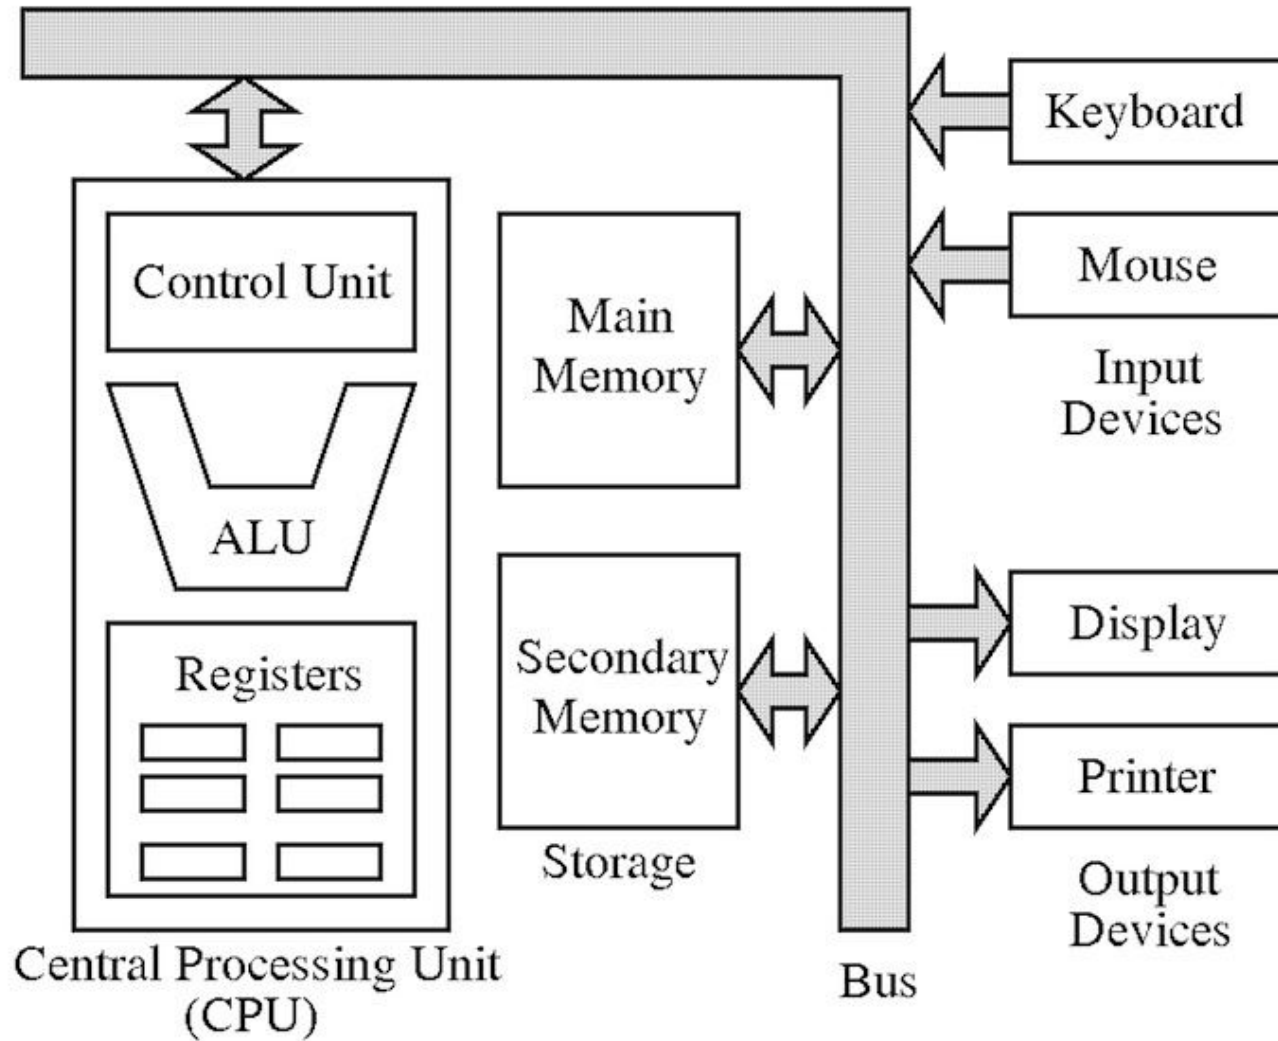 Control Unit
ALU
Registers
Central Processing Unit
(CPU)
Main
Memory
Secondary
Memory
Storage
Bus
Keyboard
Mouse
Input
Devices
Display
Printer
Output
Devices